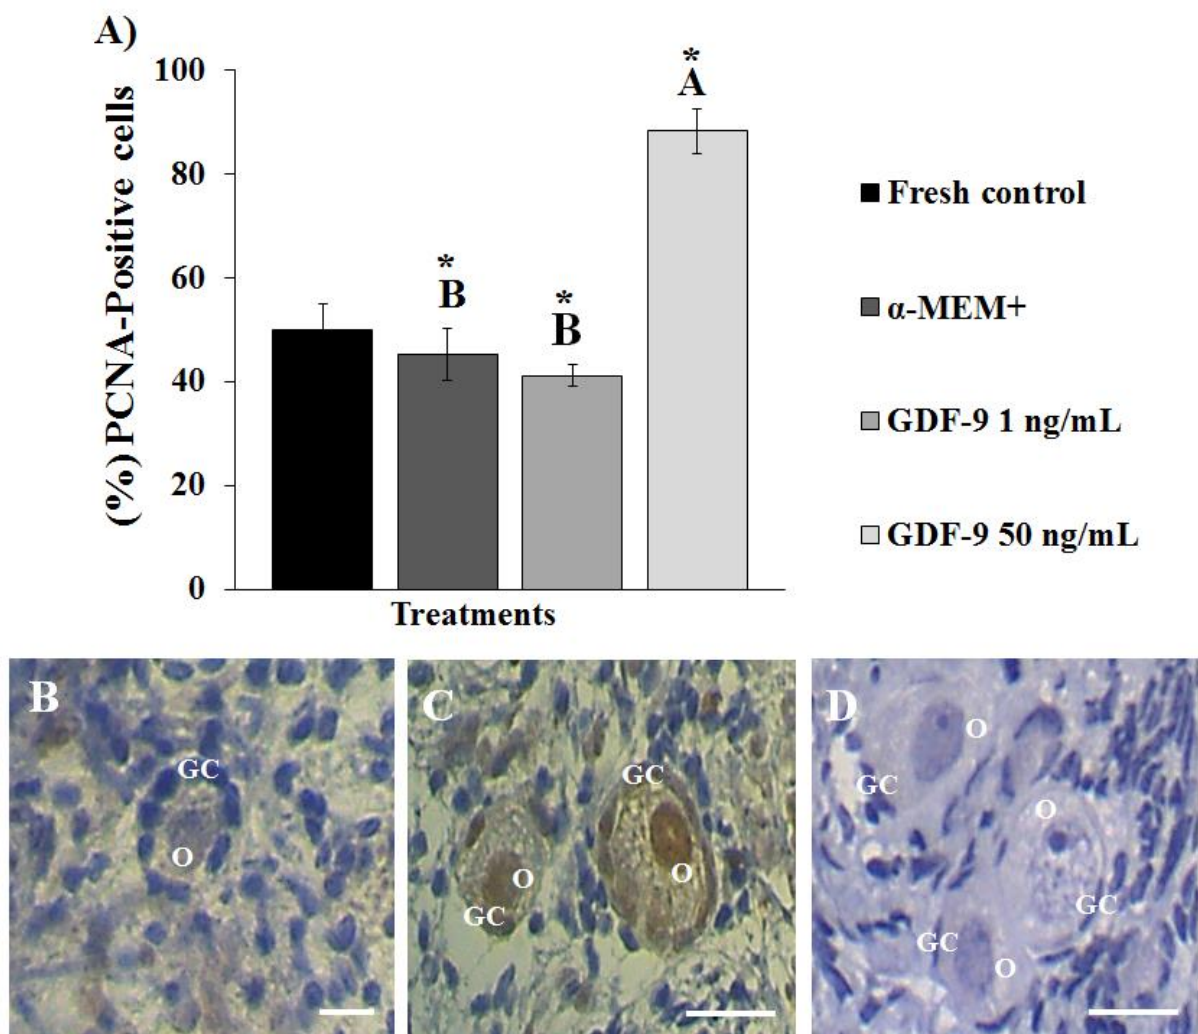 A)
(%) PCNA-Positive cells
100
80
60
40
20
0
*
B
*
B
*
A
Treatments
Fresh control
α-MEM+
GDF-9 1 ng/mL
GDF-9 50 ng/mL
B
GC
O
C
GC
O
GC
O
D
O
GC
O
GC
GC
O